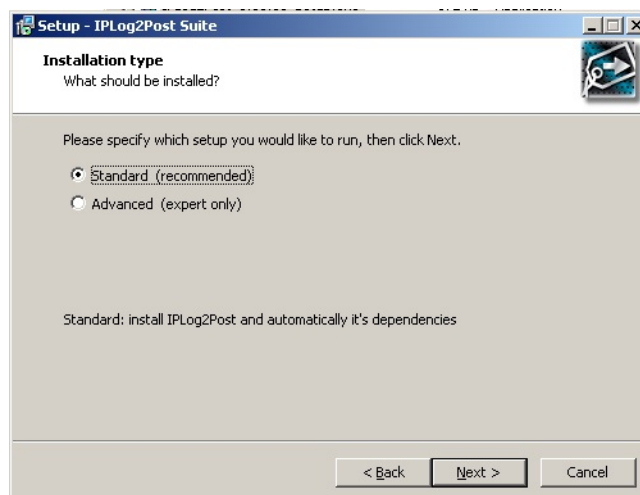 Setup - IPLog2Post Suite
Installation type
What should be installed?
Please specify which setup you would like to run, then click Next.
Standard (recommended)
Advanced (expert only)
Standard: install IPLog2Post and automatically it's dependencies
< Back Next > Cancel